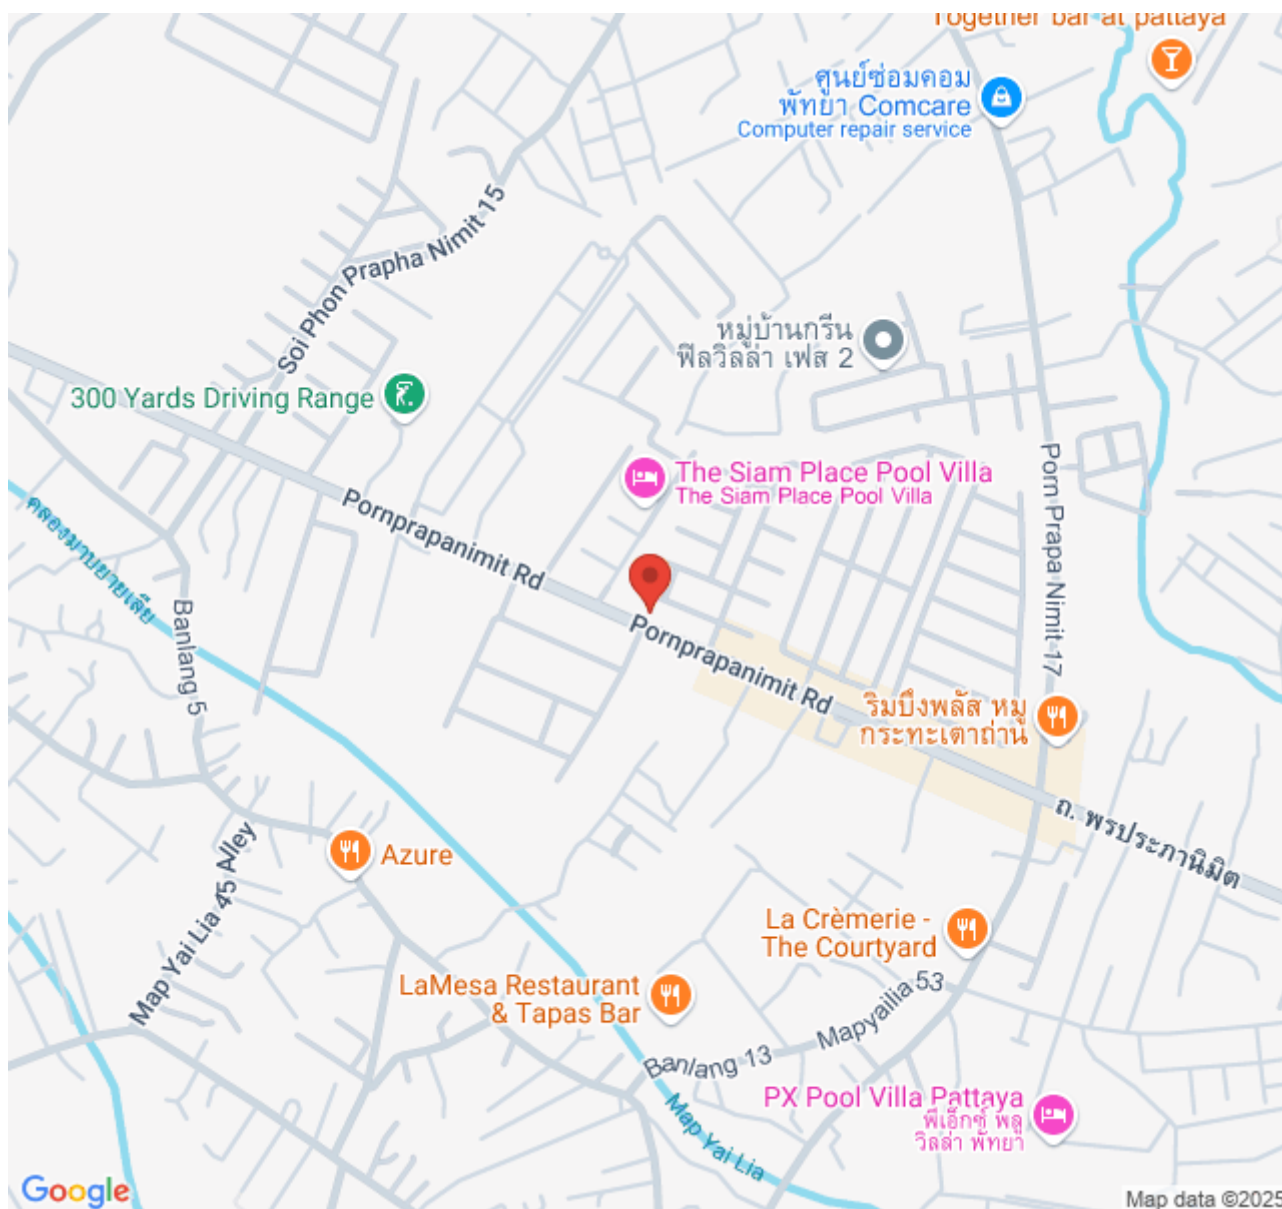 Together bar at pattaya
ศูนย์ซ่อมคอม
พัทยา Comcare
Computer repair service
Soi Phon Prapha Nimit 15
หมู่บ้านกรีน
ฟิลวิลล่า เฟส 2
300 Yards Driving Range
The Siam Place Pool Villa
The Siam Place Pool Villa
Porn Prapa Nimit 17
Pornprapanimit Rd
คลองมาบยายเลีย
Banlang 5
Pornprapanimit Rd
ริมบึงพลัส หมู
กระทะเตาถ่าน
ถ. พรประภานิมิต
Azure
Map Yai Lia 45 Alley
La Crèmerie -
The Courtyard
LaMesa Restaurant
& Tapas Bar
Mapyailia 53
Banlang 13
PX Pool Villa Pattaya
พีเอ็กซ์ พลู
วิลล่า พัทยา
Map Yai Lia
Google
Map data ©2025